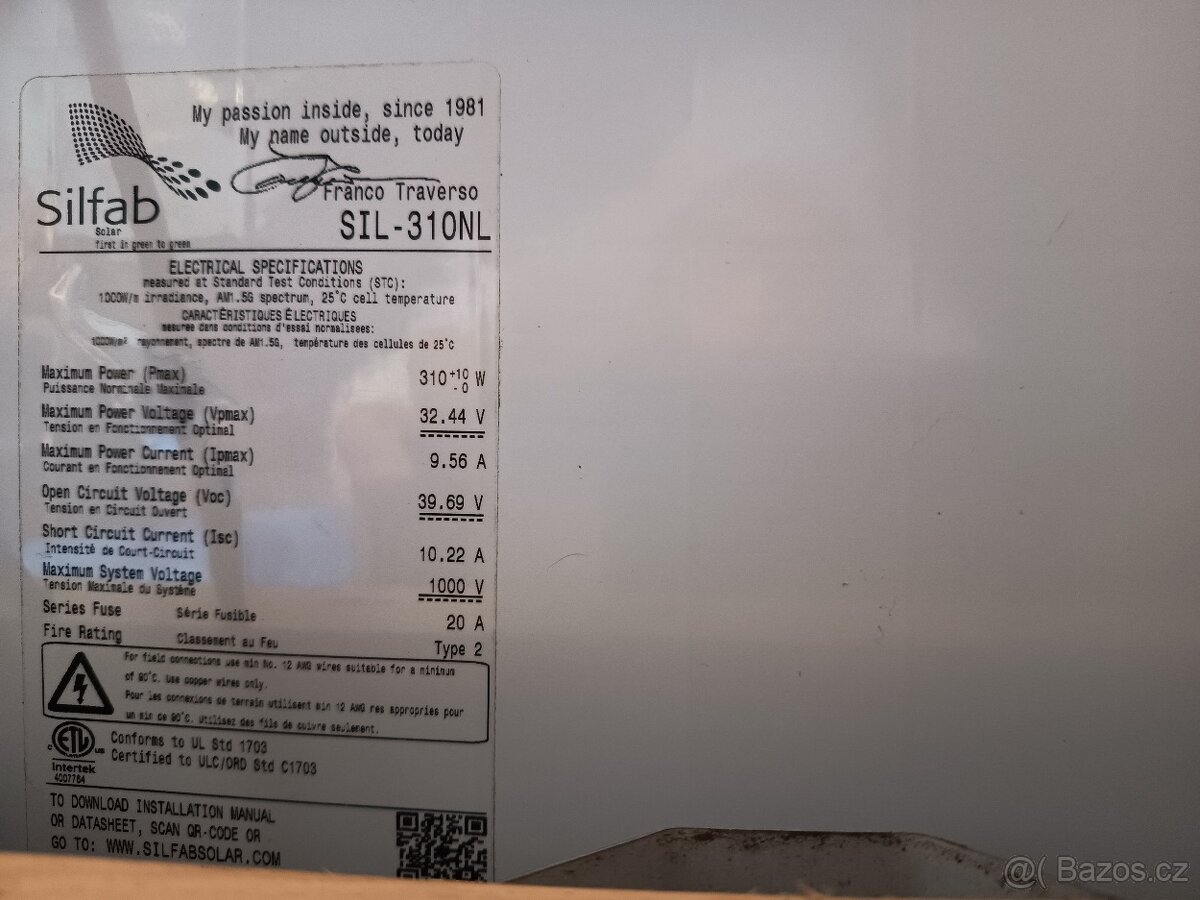 My passion inside, since 1981
My name outside, today
Franco Traverso
Silfab
Solar
first in green to green
SIL-310NL
ELECTRICAL SPECIFICATIONS
measured at Standard Test Conditions (STC):
1000W/m irradiance, AM1.5G spectrum, 25°C cell temperature
CARACTÉRISTIQUES ÉLECTRIQUES
mesurée dans conditions d'essai normalisees:
1000W/m² rayonnement, spectre de AM1.5G, température des cellules de 25°C
Maximum Power (Pmax) 310 +10 -0 W
Puissance Norminale Maximale
Maximum Power Voltage (Vpmax) 32.44 V
Tension en Fonctionnement Optimal
Maximum Power Current (Ipmax) 9.56 A
Courant en Fonctionnement Optimal
Open Circuit Voltage (Voc) 39.69 V
Tension en Circuit Ouvert
Short Circuit Current (Isc) 10.22 A
Intensité de Court-Circuit
Maximum System Voltage 1000 V
Tension Maximale du Système
Series Fuse Série Fusible 20 A
Fire Rating Classement au Feu Type 2
For field connections use min No. 12 AWG wires suitable for a minimum
of 90°C. Use copper wires only.
Pour les connexions de terrain utilisent min 12 AWG res appropries pour
un min de 90°C. Utilisez des fils de cuivre seulement.
c ETL us
Intertek
4007764
Conforms to UL Std 1703
Certified to ULC/ORD Std C1703
TO DOWNLOAD INSTALLATION MANUAL
OR DATASHEET, SCAN QR-CODE OR
GO TO: WWW.SILFABSOLAR.COM
@( Bazos.cz